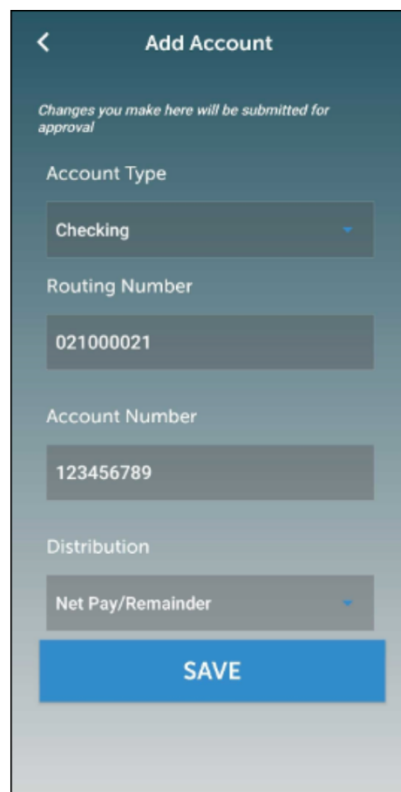 Add Account
Changes you make here will be submitted for
approval
Account Type
Checking
Routing Number
021000021
Account Number
123456789
Distribution
Net Pay/Remainder
SAVE